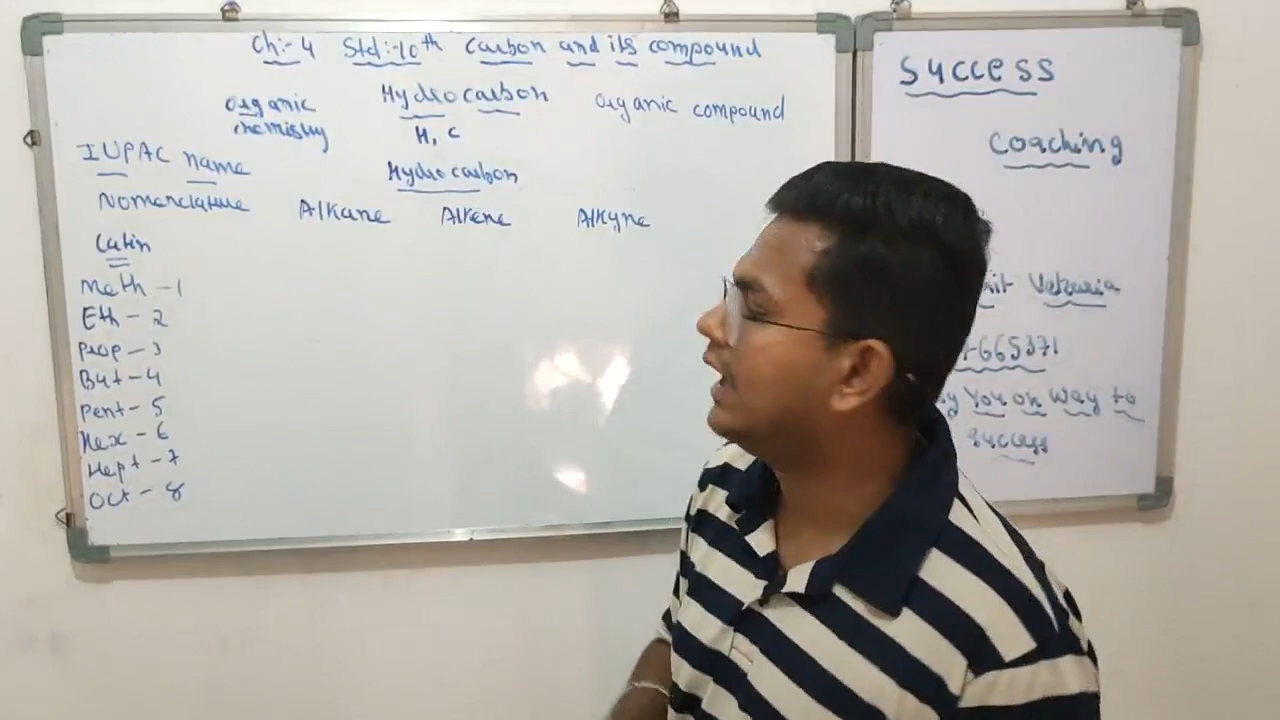 Ch:- 4 Std:- 10th Carbon and its compound
Organic chemistry
Hydrocarbon
H, C
Organic compound
IUPAC name
Hydrocarbon
Nomenclature Alkane Alkene Alkyne
Latin
Meth - 1
Eth - 2
Prop - 3
But - 4
Pent - 5
Hex - 6
Hept - 7
Oct - 8
Success
Coaching
Vekaria
665371
You on way to
success